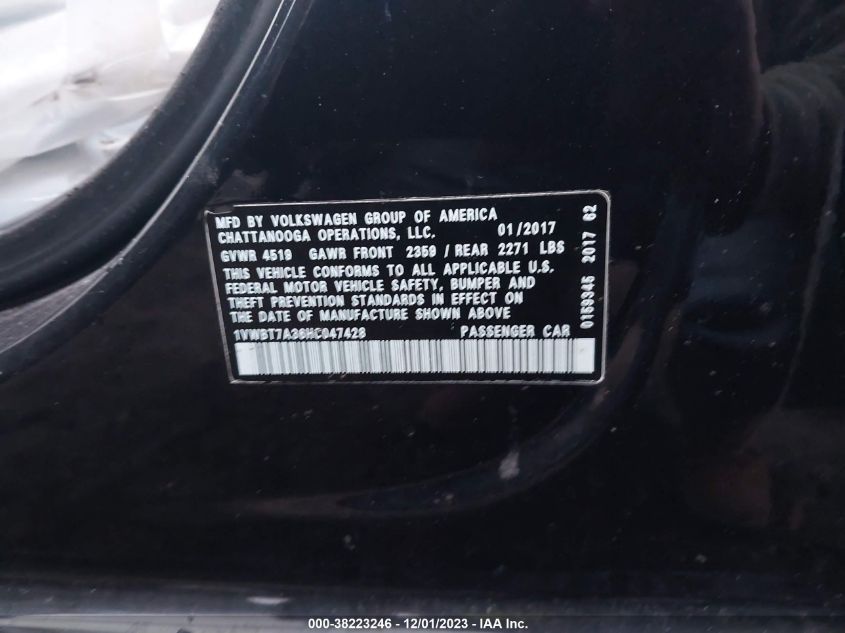 MFD BY VOLKSWAGEN GROUP OF AMERICA
CHATTANOOGA OPERATIONS, LLC. 01/2017
GVWR 4519 GAWR FRONT 2359 / REAR 2271 LBS
THIS VEHICLE CONFORMS TO ALL APPLICABLE U.S.
FEDERAL MOTOR VEHICLE SAFETY, BUMPER AND
THEFT PREVENTION STANDARDS IN EFFECT ON
THE DATE OF MANUFACTURE SHOWN ABOVE
1VWBT7A36HC047428 PASSENGER CAR
0159346 2017 62
000-38223246 - 12/01/2023 - IAA Inc.